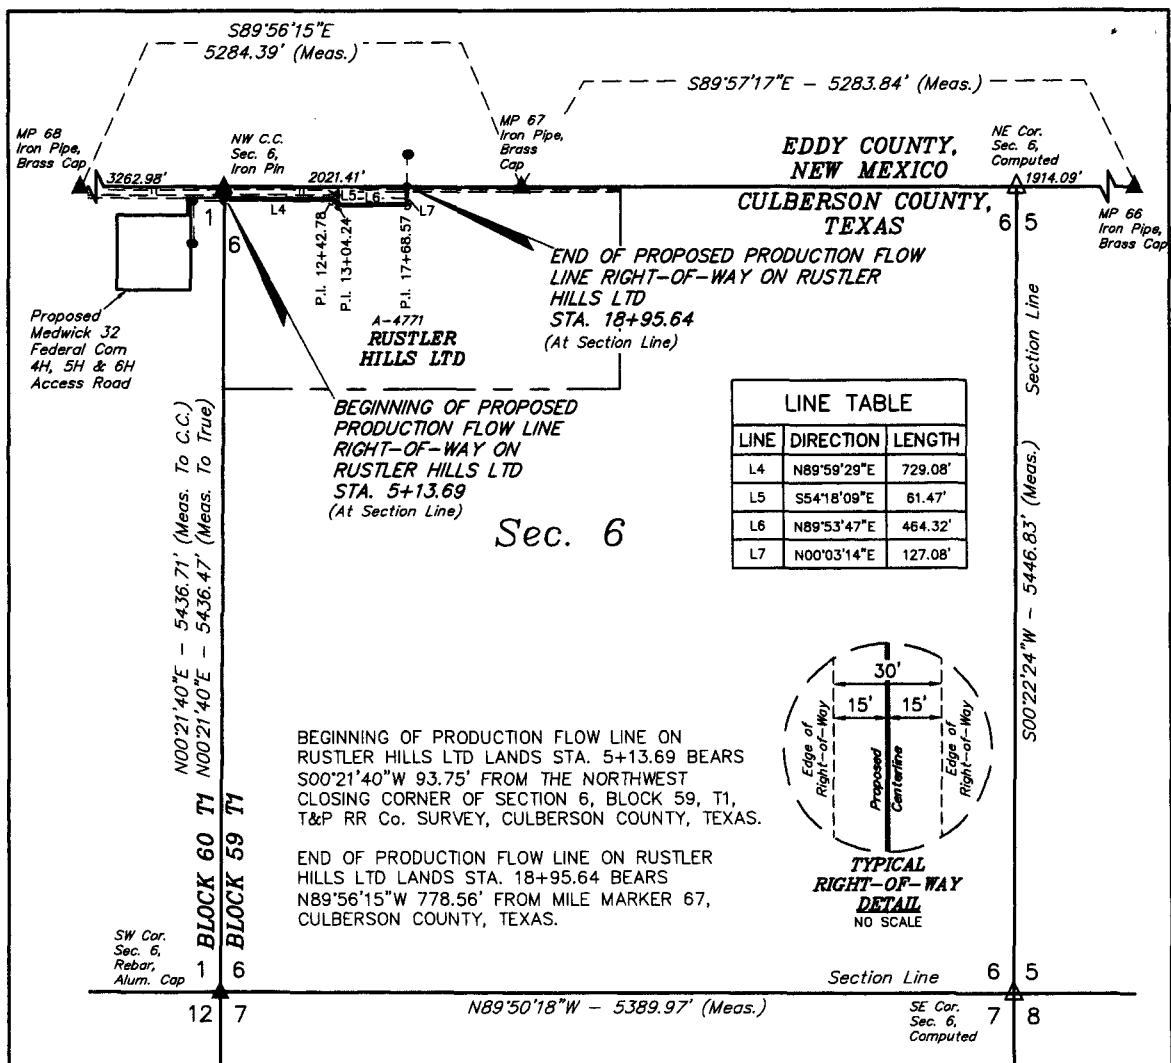 S89°56'15"E
5284.39' (Meas.)
S89°57'17"E – 5283.84' (Meas.)
MP 68
Iron Pipe,
Brass Cap
NW C.C.
Sec. 6,
Iron Pin
MP 67
Iron Pipe,
Brass
Cap
EDDY COUNTY,
NEW MEXICO
NE Cor.
Sec. 6,
Computed
3262.98'
2021.41'
1914.09'
CULBERSON COUNTY,
TEXAS
MP 66
Iron Pipe,
Brass Cap
L4
L5
L6
L7
1
6
6
5
P.I. 12+42.78
P.I. 13+04.24
P.I. 17+68.57
END OF PROPOSED PRODUCTION FLOW
LINE RIGHT-OF-WAY ON RUSTLER
HILLS LTD
STA. 18+95.64
(At Section Line)
A-4771
RUSTLER
HILLS LTD
Proposed
Medwick 32
Federal Com
4H, 5H & 6H
Access Road
BEGINNING OF PROPOSED
PRODUCTION FLOW LINE
RIGHT-OF-WAY ON
RUSTLER HILLS LTD
STA. 5+13.69
(At Section Line)
Section Line
LINE TABLE
LINE DIRECTION LENGTH
L4 N89°59'29"E 729.08'
L5 S54°18'09"E 61.47'
L6 N89°53'47"E 464.32'
L7 N00°03'14"E 127.08'
Sec. 6
N00°21'40"E – 5436.71' (Meas. To C.C.)
N00°21'40"E – 5436.47' (Meas. To True)
S00°22'24"W – 5446.83' (Meas.)
30'
15' 15'
Edge of
Right-of-Way
Proposed
Centerline
Edge of
Right-of-Way
TYPICAL
RIGHT-OF-WAY
DETAIL
NO SCALE
BEGINNING OF PRODUCTION FLOW LINE ON
RUSTLER HILLS LTD LANDS STA. 5+13.69 BEARS
S00°21'40"W 93.75' FROM THE NORTHWEST
CLOSING CORNER OF SECTION 6, BLOCK 59, T1,
T&P RR Co. SURVEY, CULBERSON COUNTY, TEXAS.
END OF PRODUCTION FLOW LINE ON RUSTLER
HILLS LTD LANDS STA. 18+95.64 BEARS
N89°56'15"W 778.56' FROM MILE MARKER 67,
CULBERSON COUNTY, TEXAS.
BLOCK 60 T1
BLOCK 59 T1
SW Cor.
Sec. 6,
Rebar,
Alum. Cap
1 6
12 7
Section Line
6 5
N89°50'18"W – 5389.97' (Meas.)
SE Cor.
Sec. 6,
Computed
7 8